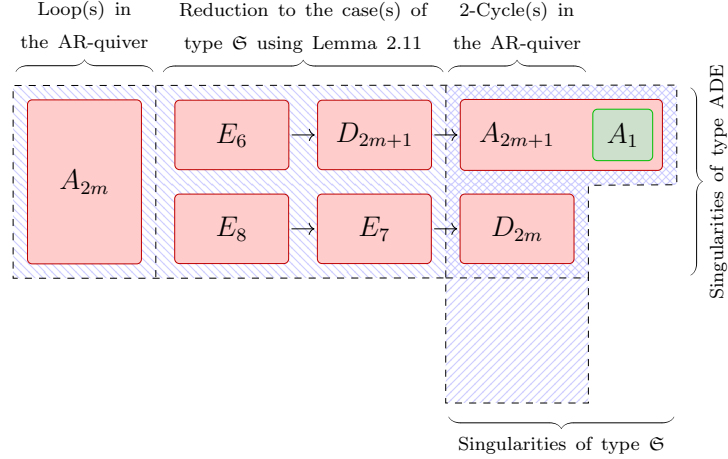 Loop(s) in
the AR-quiver
Reduction to the case(s) of
type 𝔖 using Lemma 2.11
2-Cycle(s) in
the AR-quiver
A_{2m}
E_6
D_{2m+1}
A_{2m+1}
A_1
E_8
E_7
D_{2m}
Singularities of type ADE
Singularities of type 𝔖